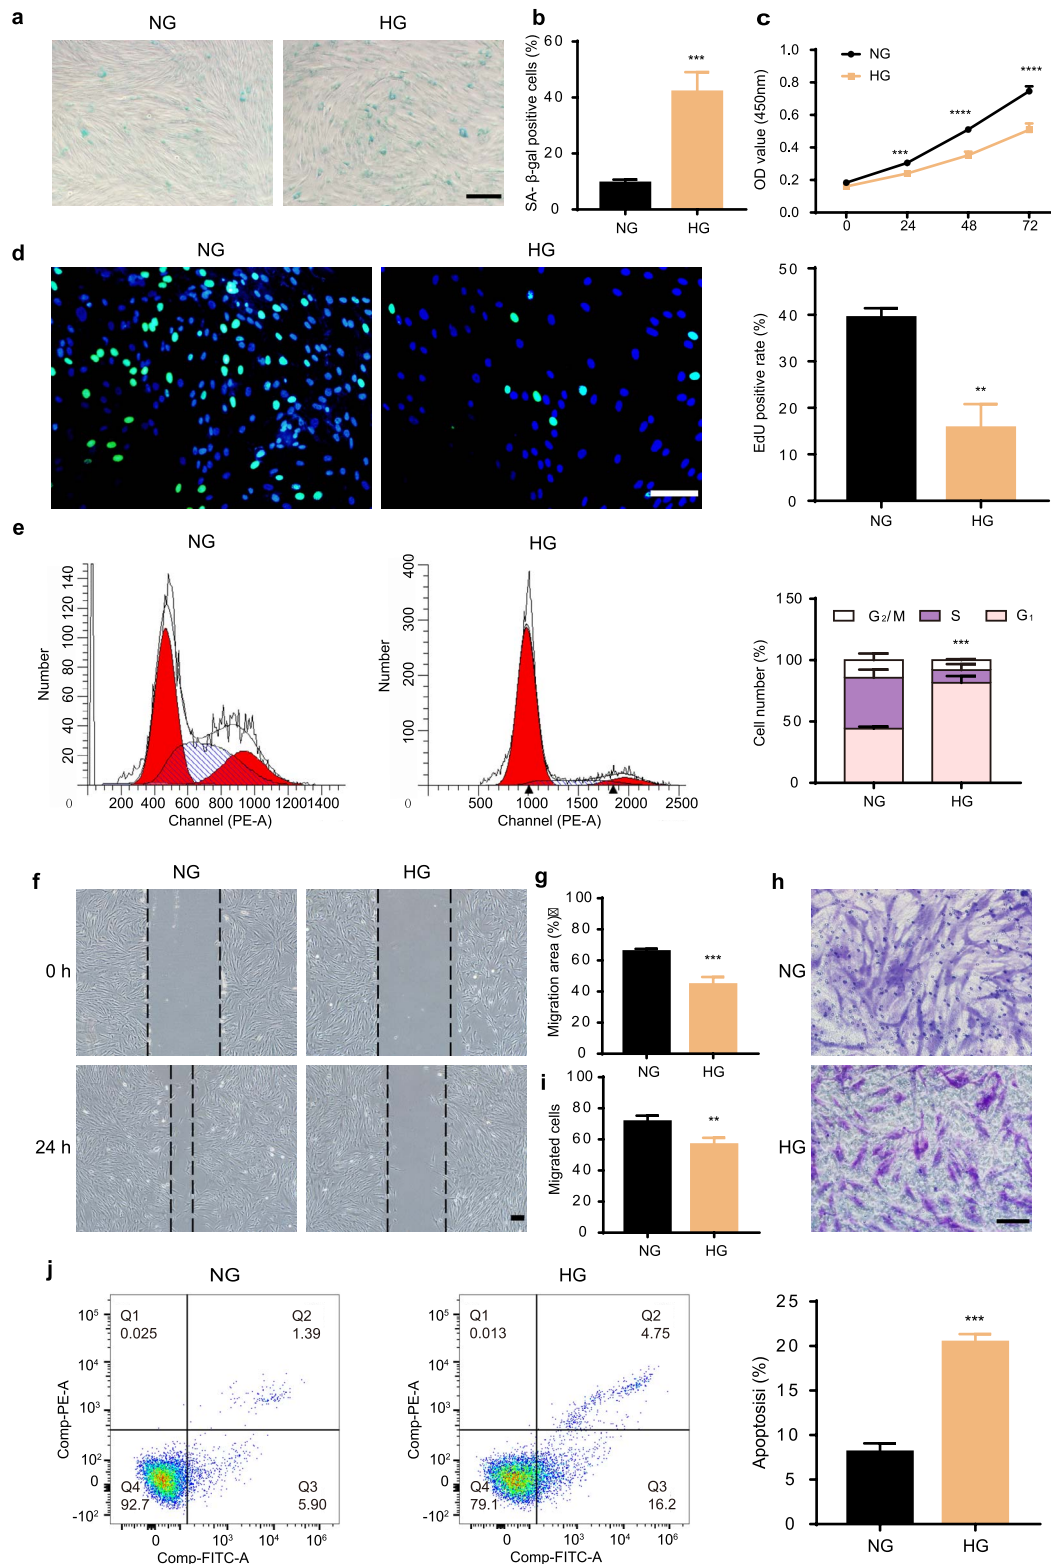 a
NG
HG
b
SA- β-gal positive cells (%)
60
40
20
0
***
NG
HG
c
OD value (450nm)
1.0
0.8
0.6
0.4
0.2
0.0
NG
HG
***
****
****
0 24 48 72
d
NG
HG
EdU positive rate (%)
50
40
30
20
10
0
**
NG
HG
e
NG
Number
140
120
100
80
60
40
20
0
0 200 400 600 800 1000 1200 1400
Channel (PE-A)
HG
Number
400
300
200
100
0
500 1000 1500 2000 2500
Channel (PE-A)
Cell number (%)
150
100
50
0
G2/M S G1
***
NG
HG
f
NG
HG
0 h
24 h
g
Migration area (%)
100
80
60
40
20
0
***
NG
HG
h
NG
HG
i
Migrated cells
100
80
60
40
20
0
**
NG
HG
j
NG
Comp-PE-A
10⁵
10⁴
10³
10²
0
-10²
Q1
0.025
Q2
1.39
Q4
92.7
Q3
5.90
0 10³ 10⁴ 10⁶
Comp-FITC-A
HG
Comp-PE-A
10⁵
10⁴
10³
10²
0
-10²
Q1
0.013
Q2
4.75
Q4
79.1
Q3
16.2
0 10³ 10⁴ 10⁶
Comp-FITC-A
Apoptosisi (%)
25
20
15
10
5
0
***
NG
HG